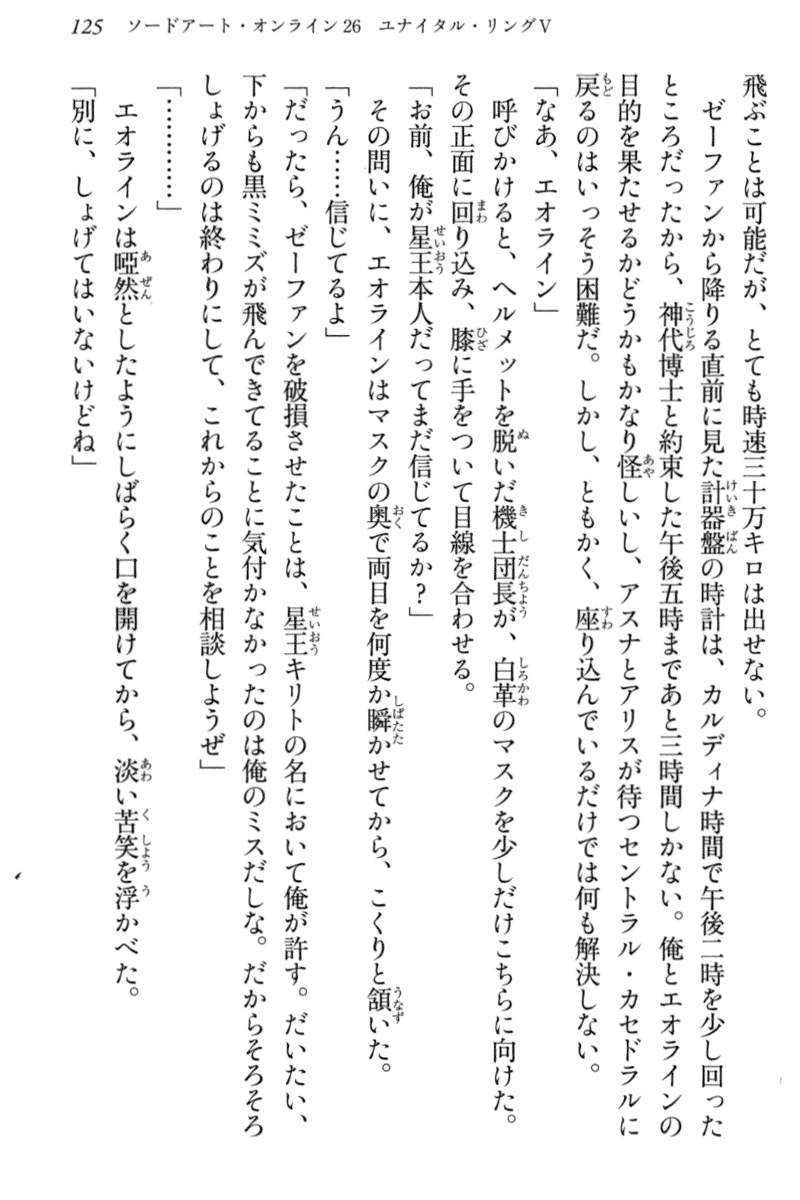 125　ソードアート・オンライン26　ユナイタル・リングⅤ
飛ぶことは可能だが、とても時速三十万キロは出せない。
　ゼーファンから降りる直前に見た計器盤の時計は、カルディナ時間で午後二時を少し回った
ところだったから、神代博士と約束した午後五時まであと三時間しかない。俺とエオラインの
目的を果たせるかどうかもかなり怪しいし、アスナとアリスが待つセントラル・カセドラルに
戻るのはいっそう困難だ。しかし、ともかく、座り込んでいるだけでは何も解決しない。
「なあ、エオライン」
　呼びかけると、ヘルメットを脱いだ機士団長が、白革のマスクを少しだけこちらに向けた。
その正面に回り込み、膝に手をついて目線を合わせる。
「お前、俺が星王本人だってまだ信じてるか？」
　その問いに、エオラインはマスクの奥で両目を何度か瞬かせてから、こくりと頷いた。
「うん……信じてるよ」
「だったら、ゼーファンを破損させたことは、星王キリトの名において俺が許す。だいたい、
下からも黒ミミズが飛んできてることに気付かなかったのは俺のミスだしな。だからそろそろ
しょげるのは終わりにして、これからのことを相談しようぜ」
「…………」
　エオラインは啞然としたようにしばらく口を開けてから、淡い苦笑を浮かべた。
「別に、しょげてはいないけどね」